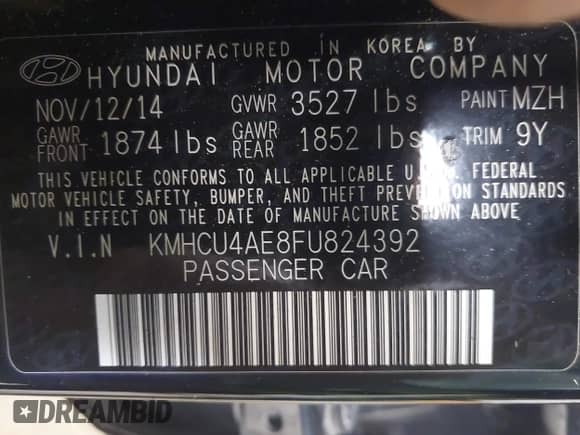 MANUFACTURED IN KOREA BY
HYUNDAI MOTOR COMPANY
NOV/12/14 GVWR 3527 lbs PAINT MZH
GAWR FRONT 1874 lbs GAWR REAR 1852 lbs TRIM 9Y
THIS VEHICLE CONFORMS TO ALL APPLICABLE U.S. FEDERAL
MOTOR VEHICLE SAFETY, BUMPER, AND THEFT PREVENTION STANDARDS IN
EFFECT ON THE DATE OF MANUFACTURE SHOWN ABOVE
V.I.N KMHCU4AE8FU824392
PASSENGER CAR
DREAMBID